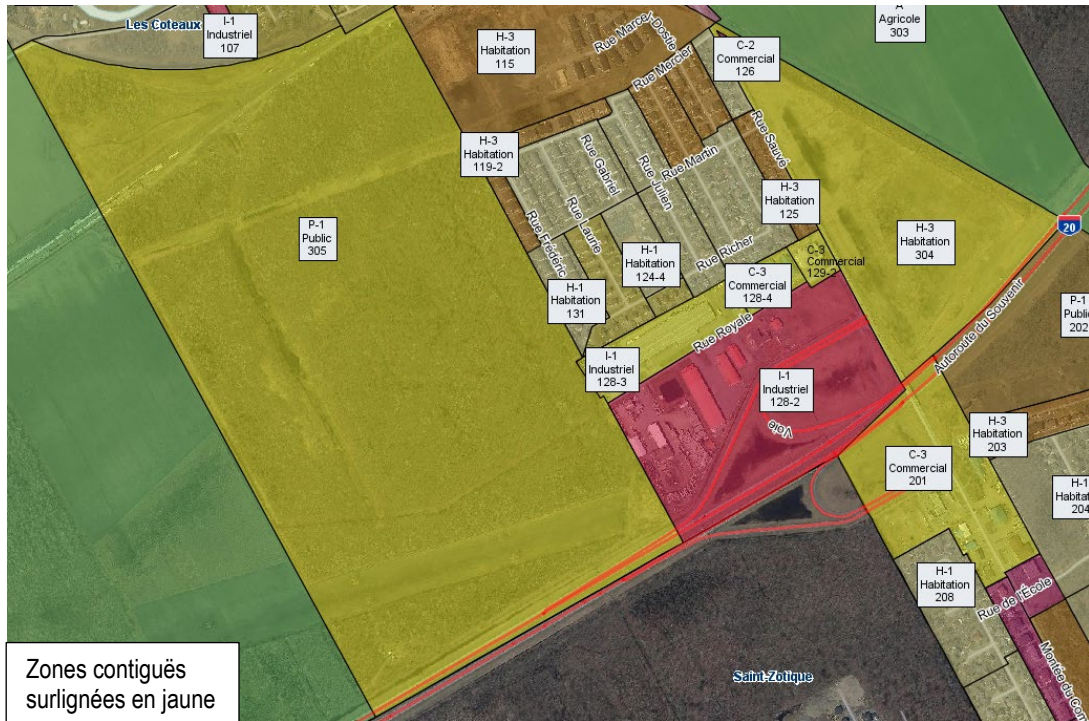 Les Coteaux
I-1
Industriel
107
H-3
Habitation
115
Rue Marcel Dostie
Rue Mercier
C-2
Commercial
126
A
Agricole
303
H-3
Habitation
119-2
Rue Gabriel
Rue Julien
Rue Martin
Rue Sauvé
H-3
Habitation
125
P-1
Public
305
Rue Laurie
Rue Frédéric
H-1
Habitation
124-4
Rue Richer
H-3
Habitation
304
20
C-3
Commercial
129-2
C-3
Commercial
128-4
H-1
Habitation
131
Rue Royale
Autoroute du Souvenir
P-1
Public
202
I-1
Industriel
128-3
I-1
Industriel
128-2
Voie
H-3
Habitation
203
C-3
Commercial
201
H-1
Habitat
204
H-1
Habitation
208
Rue de l'École
Montée du Co
Saint-Zotique
Zones contiguës
surlignées en jaune